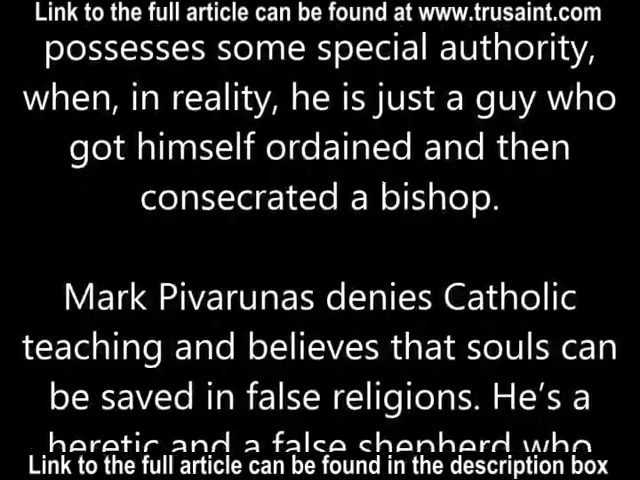 Link to the full article can be found at www.trusaint.com
possesses some special authority,
when, in reality, he is just a guy who
got himself ordained and then
consecrated a bishop.
Mark Pivarunas denies Catholic
teaching and believes that souls can
be saved in false religions. He’s a
heretic and a false shepherd who
Link to the full article can be found in the description box